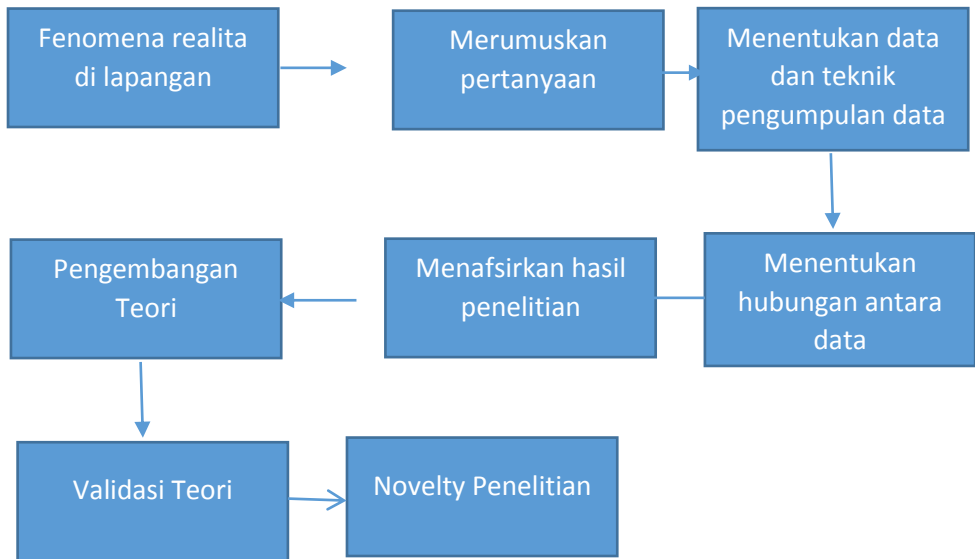 Fenomena realita
di lapangan
Merumuskan
pertanyaan
Menentukan data
dan teknik
pengumpulan data
Menentukan
hubungan antara
data
Menafsirkan hasil
penelitian
Pengembangan
Teori
Validasi Teori
Novelty Penelitian